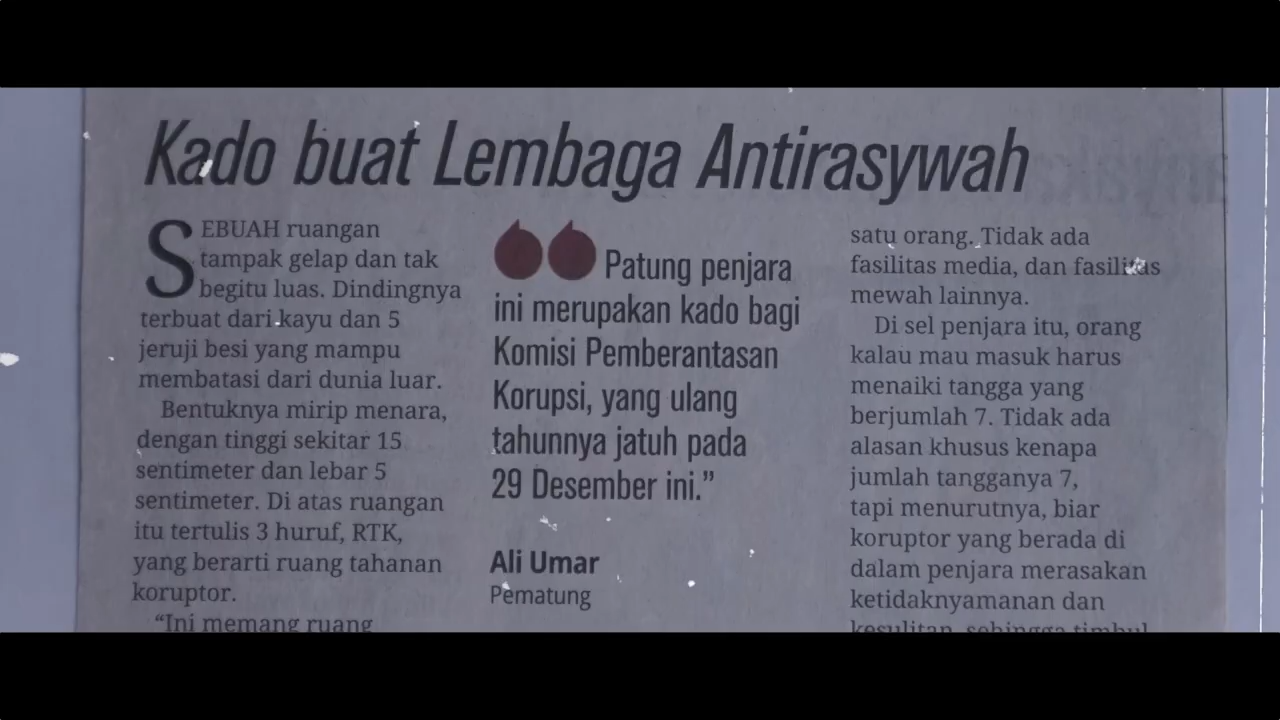 Kado buat Lembaga Antirasywah
SEBUAH ruangan
tampak gelap dan tak
begitu luas. Dindingnya
terbuat dari kayu dan 5
jeruji besi yang mampu
membatasi dari dunia luar.
Bentuknya mirip menara,
dengan tinggi sekitar 15
sentimeter dan lebar 5
sentimeter. Di atas ruangan
itu tertulis 3 huruf, RTK,
yang berarti ruang tahanan
koruptor.
“Ini memang ruang
Patung penjara
ini merupakan kado bagi
Komisi Pemberantasan
Korupsi, yang ulang
tahunnya jatuh pada
29 Desember ini.”
Ali Umar
Pematung
satu orang. Tidak ada
fasilitas media, dan fasilitas
mewah lainnya.
Di sel penjara itu, orang
kalau mau masuk harus
menaiki tangga yang
berjumlah 7. Tidak ada
alasan khusus kenapa
jumlah tangganya 7,
tapi menurutnya, biar
koruptor yang berada di
dalam penjara merasakan
ketidaknyamanan dan
kesulitan, sehingga timbul